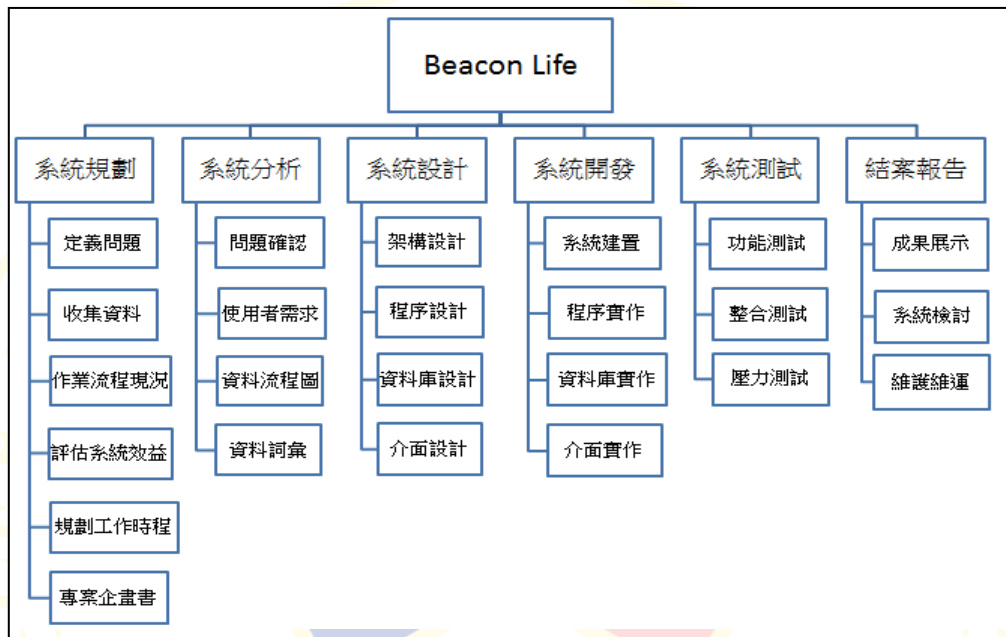 Beacon Life
系統規劃
定義問題
收集資料
作業流程現況
評估系統效益
規劃工作時程
專案企畫書
系統分析
問題確認
使用者需求
資料流程圖
資料詞彙
系統設計
架構設計
程序設計
資料庫設計
介面設計
系統開發
系統建置
程序實作
資料庫實作
介面實作
系統測試
功能測試
整合測試
壓力測試
結案報告
成果展示
系統檢討
維護維運